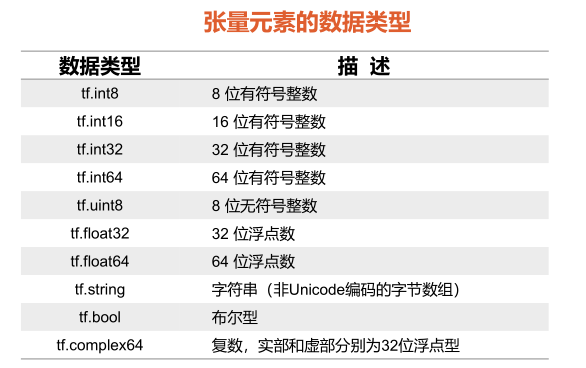 张量元素的数据类型
数据类型 描 述
tf.int8 8 位有符号整数
tf.int16 16 位有符号整数
tf.int32 32 位有符号整数
tf.int64 64 位有符号整数
tf.uint8 8 位无符号整数
tf.float32 32 位浮点数
tf.float64 64 位浮点数
tf.string 字符串（非Unicode编码的字节数组）
tf.bool 布尔型
tf.complex64 复数，实部和虚部分别为32位浮点型